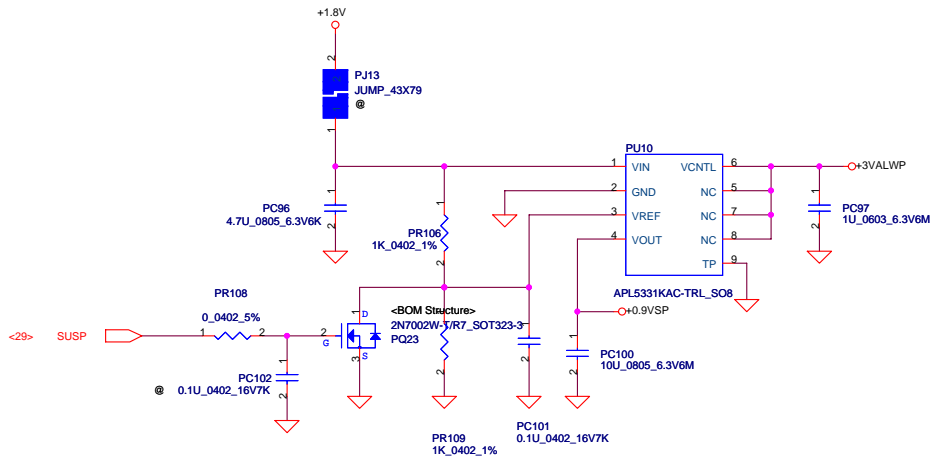 +1.8V
2
PJ13
JUMP_43X79
@
1
PU10
1 VIN VCNTL 6
+3VALWP
2 GND NC 5
3 VREF NC 7
4 VOUT NC 8
TP 9
APL5331KAC-TRL_SO8
1
PC96
4.7U_0805_6.3V6K
2
1
PR106
1K_0402_1%
2
1
PC97
1U_0603_6.3V6M
2
<BOM Structure>
2N7002W-T/R7_SOT323-3
PQ23
+0.9VSP
PR108
0_0402_5%
<29> SUSP
1 2
2 G
1 D
3 S
1
PC102
@ 0.1U_0402_16V7K
2
1
PC100
10U_0805_6.3V6M
2
2
PR109
1K_0402_1%
2
PC101
0.1U_0402_16V7K